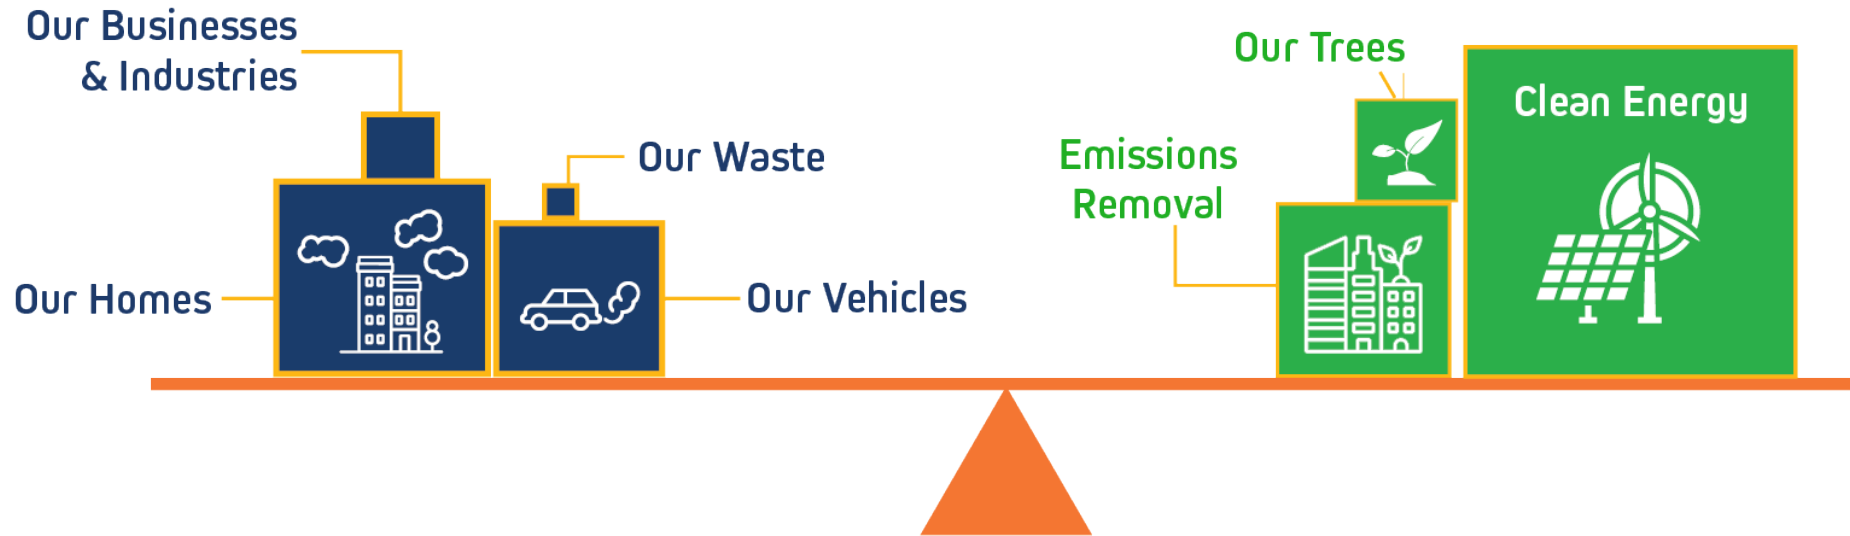 Our Businesses
& Industries
Our Waste
Our Homes
Our Vehicles
Our Trees
Emissions
Removal
Clean Energy